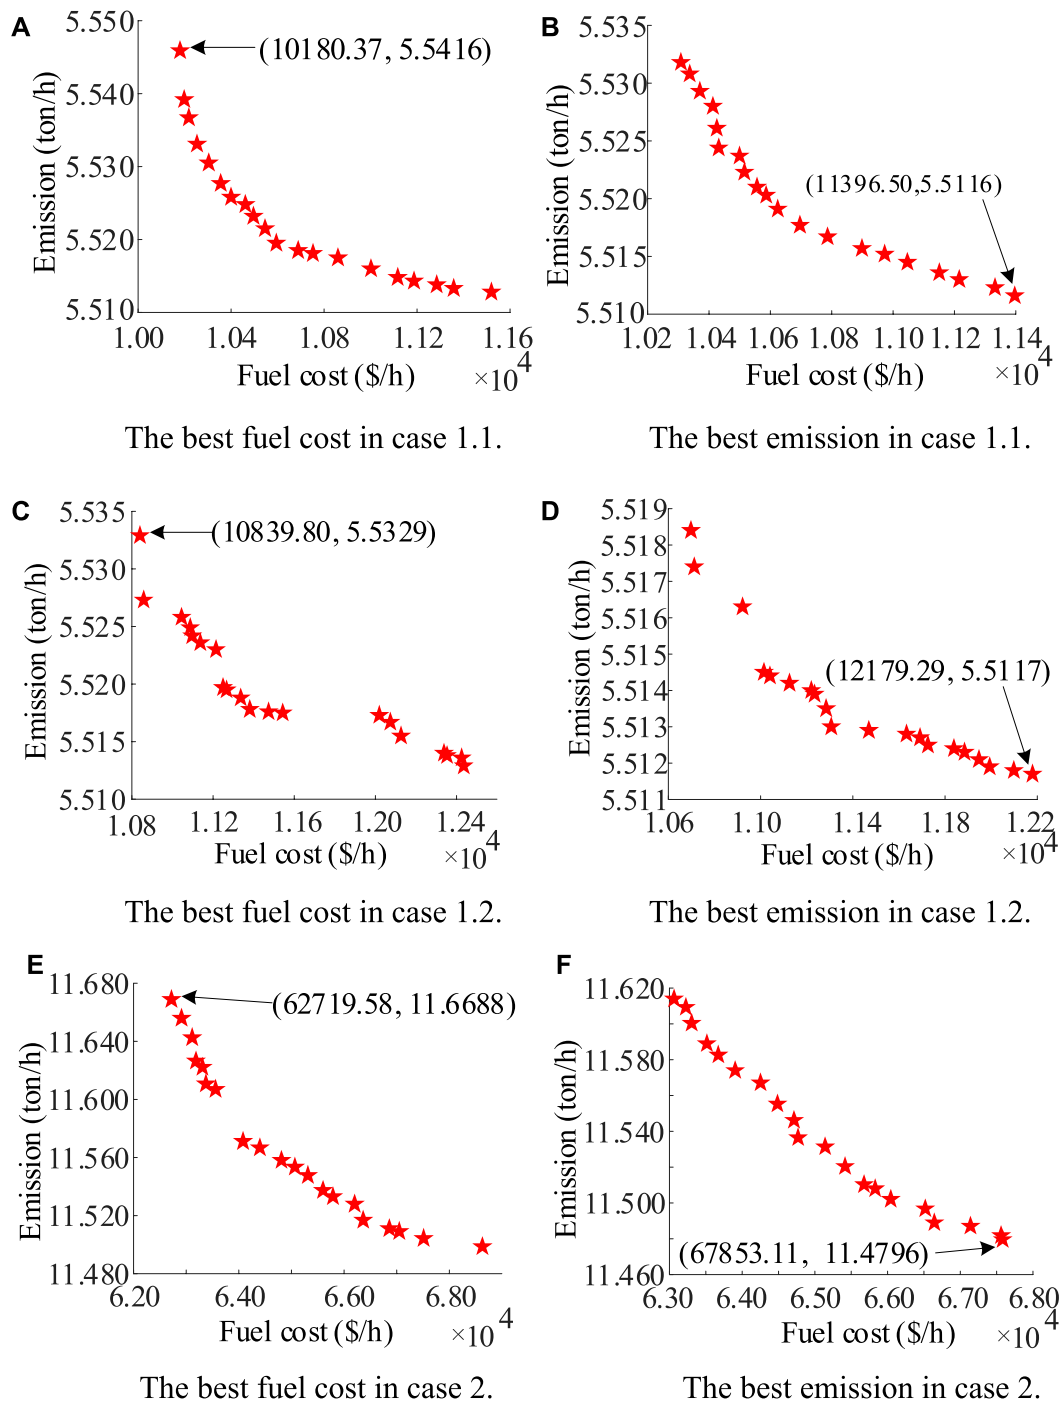 A
5.550
5.540
5.530
5.520
5.510
Emission (ton/h)
(10180.37, 5.5416)
1.00 1.04 1.08 1.12 1.16
Fuel cost ($/h) ×10⁴
The best fuel cost in case 1.1.
B
5.535
5.530
5.525
5.520
5.515
5.510
Emission (ton/h)
(11396.50,5.5116)
1.02 1.04 1.06 1.08 1.10 1.12 1.14
Fuel cost ($/h) ×10⁴
The best emission in case 1.1.
C
5.535
5.530
5.525
5.520
5.515
5.510
Emission (ton/h)
(10839.80, 5.5329)
1.08 1.12 1.16 1.20 1.24
Fuel cost ($/h) ×10⁴
The best fuel cost in case 1.2.
D
5.519
5.518
5.517
5.516
5.515
5.514
5.513
5.512
5.511
Emission (ton/h)
(12179.29, 5.5117)
1.06 1.10 1.14 1.18 1.22
Fuel cost ($/h) ×10⁴
The best emission in case 1.2.
E
11.680
11.640
11.600
11.560
11.520
11.480
Emission (ton/h)
(62719.58, 11.6688)
6.20 6.40 6.60 6.80
Fuel cost ($/h) ×10⁴
The best fuel cost in case 2.
F
11.620
11.580
11.540
11.500
11.460
Emission (ton/h)
(67853.11, 11.4796)
6.30 6.40 6.50 6.60 6.70 6.80
Fuel cost ($/h) ×10⁴
The best emission in case 2.